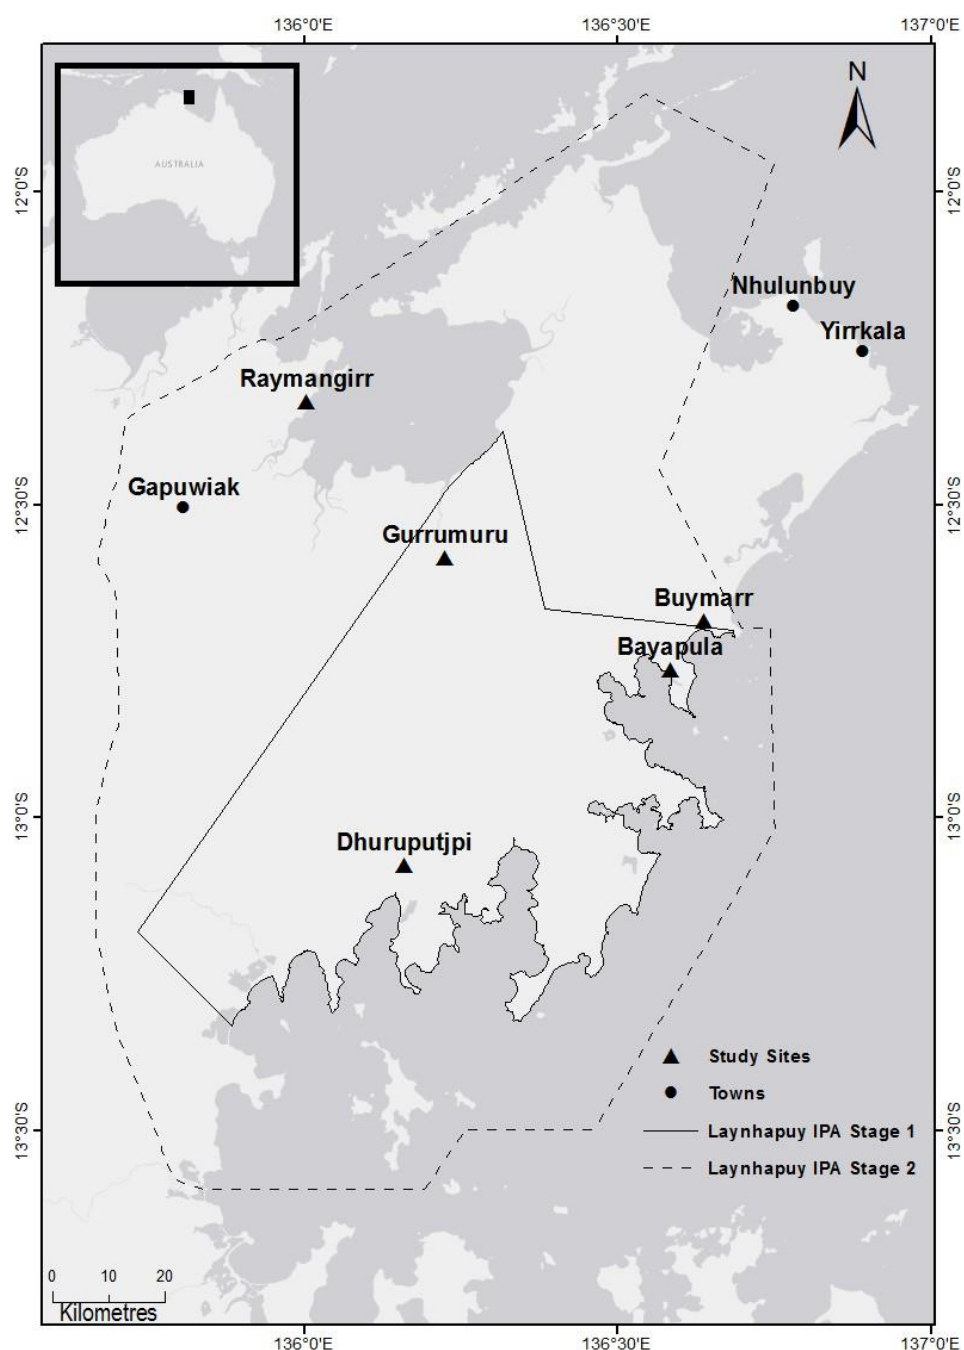 136°0'E
136°30'E
137°0'E
N
AUSTRALIA
12°0'S
12°0'S
Nhulunbuy
Yirrkala
Raymangirr
Gapuwiak
12°30'S
12°30'S
Gurrumuru
Buymarr
Bayapula
13°0'S
13°0'S
Dhuruputjpi
Study Sites
Towns
Laynhapuy IPA Stage 1
Laynhapuy IPA Stage 2
13°30'S
13°30'S
0 10 20
Kilometres
136°0'E
136°30'E
137°0'E